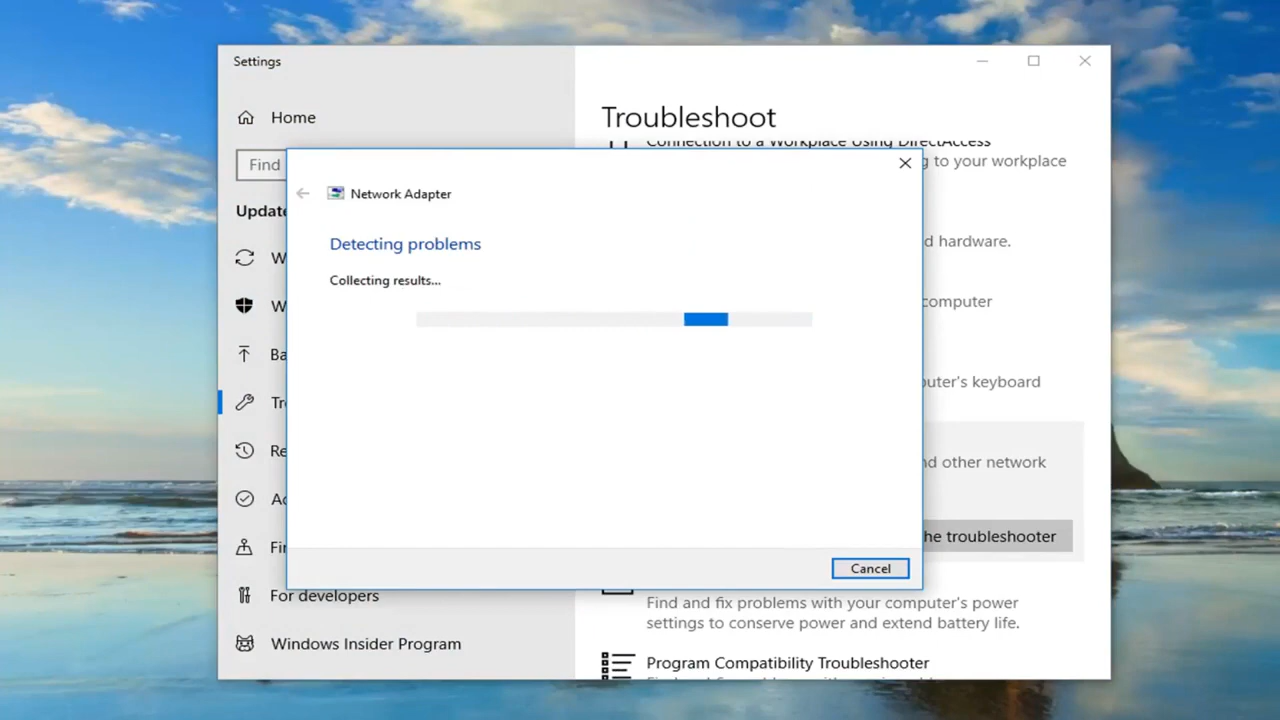 Settings
Home
Troubleshoot
Connection to a Workplace Using DirectAccess
Find
g to your workplace
Network Adapter
Update
Detecting problems
d hardware.
W
Collecting results...
W
computer
Ba
uter's keyboard
Tr
Re
nd other network
Ac
he troubleshooter
Fi
Cancel
For developers
Find and fix problems with your computer's power
settings to conserve power and extend battery life.
Windows Insider Program
Program Compatibility Troubleshooter